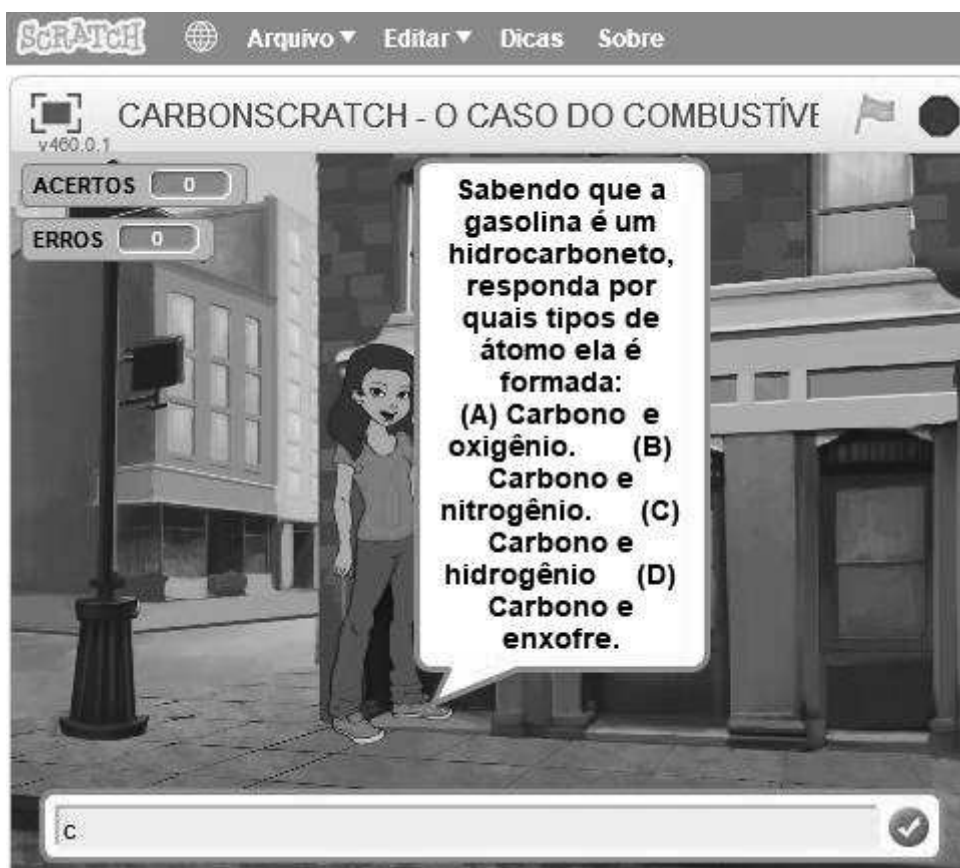 SCRATCH Arquivo▼ Editar▼ Dicas Sobre
CARBONSCRATCH - O CASO DO COMBUSTÍVE
v460.0.1
ACERTOS 0
ERROS 0
Sabendo que a
gasolina é um
hidrocarboneto,
responda por
quais tipos de
átomo ela é
formada:
(A) Carbono e
oxigênio. (B)
Carbono e
nitrogênio. (C)
Carbono e
hidrogênio (D)
Carbono e
enxofre.
c